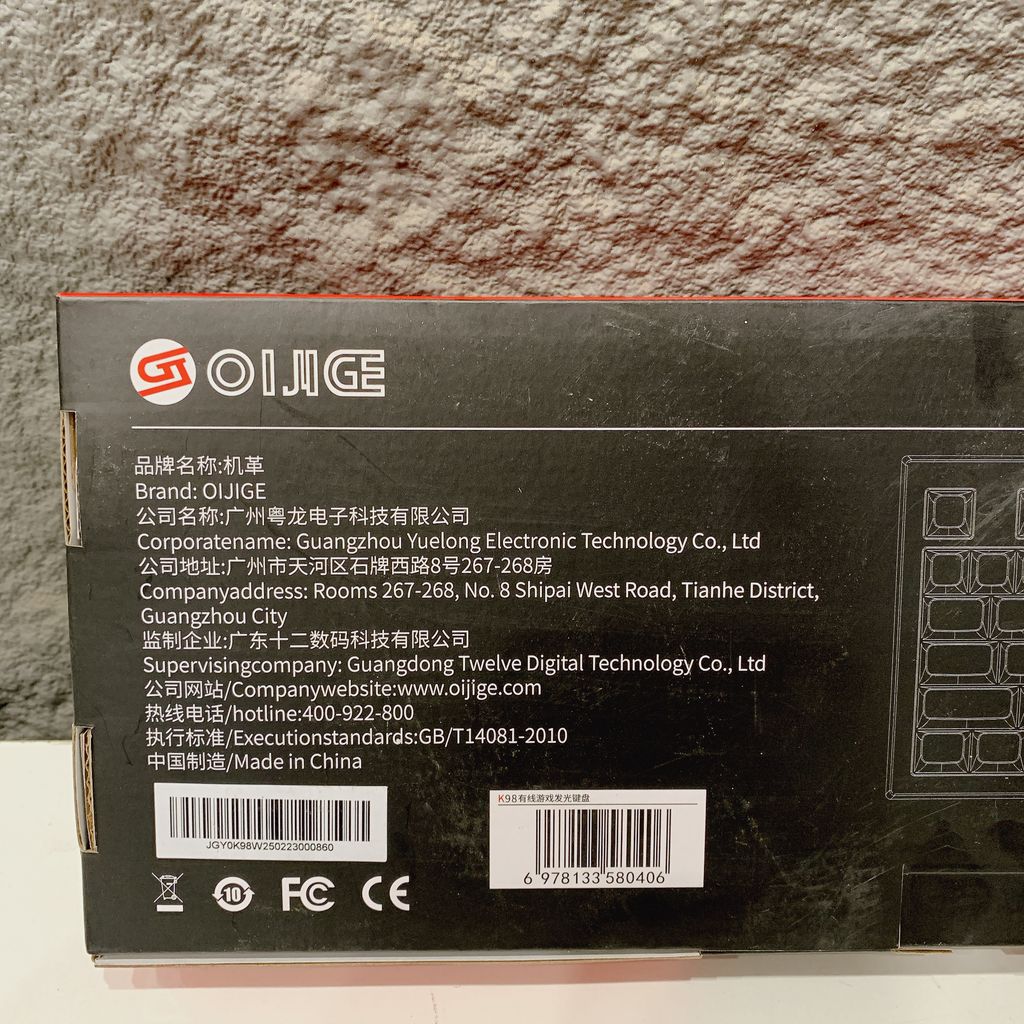 OIJIGE
品牌名称:机革
Brand: OIJIGE
公司名称:广州粤龙电子科技有限公司
Corporatename: Guangzhou Yuelong Electronic Technology Co., Ltd
公司地址:广州市天河区石牌西路8号267-268房
Companyaddress: Rooms 267-268, No. 8 Shipai West Road, Tianhe District,
Guangzhou City
监制企业:广东十二数码科技有限公司
Supervisingcompany: Guangdong Twelve Digital Technology Co., Ltd
公司网站/Companywebsite:www.oijige.com
热线电话/hotline:400-922-800
执行标准/Executionstandards:GB/T14081-2010
中国制造/Made in China
JGY0K98W250223000860
K98有线游戏发光键盘
6 978133 580406
10 FC CE